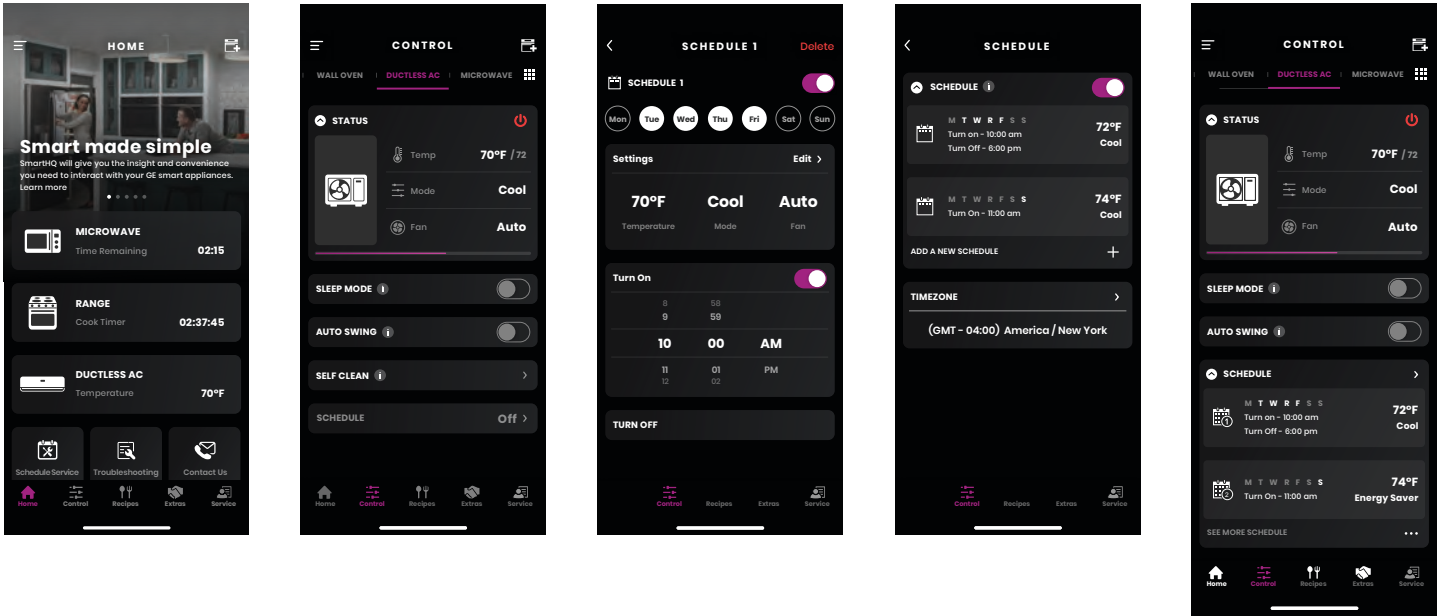 HOME
Smart made simple
SmartHQ will give you the insight and convenience
you need to interact with your GE smart appliances.
Learn more
MICROWAVE
Time Remaining 02:15
RANGE
Cook Timer 02:37:45
DUCTLESS AC
Temperature 70°F
Schedule Service Troubleshooting Contact Us
Home Control Recipes Extras Service
CONTROL
WALL OVEN DUCTLESS AC MICROWAVE
STATUS
Temp 70°F / 72
Mode Cool
Fan Auto
SLEEP MODE i
AUTO SWING i
SELF CLEAN i
SCHEDULE Off
Home Control Recipes Extras Service
SCHEDULE 1 Delete
SCHEDULE 1
Mon Tue Wed Thu Fri Sat Sun
Settings Edit
70°F Cool Auto
Temperature Mode Fan
Turn On
8 58
9 59
10 00 AM
11 01 PM
12 02
TURN OFF
Control Recipes Extras Service
SCHEDULE
SCHEDULE i
M T W R F S S
Turn on - 10:00 am
Turn Off - 6:00 pm
72°F
Cool
M T W R F S S
Turn On - 11:00 am
74°F
Cool
ADD A NEW SCHEDULE
TIMEZONE
(GMT - 04:00) America / New York
Control Recipes Extras Service
CONTROL
WALL OVEN DUCTLESS AC MICROWAVE
STATUS
Temp 70°F / 72
Mode Cool
Fan Auto
SLEEP MODE i
AUTO SWING i
SCHEDULE
M T W R F S S
Turn on - 10:00 am
Turn Off - 6:00 pm
1
72°F
Cool
M T W R F S S
Turn On - 11:00 am
2
74°F
Energy Saver
SEE MORE SCHEDULE
Home Control Recipes Extras Service